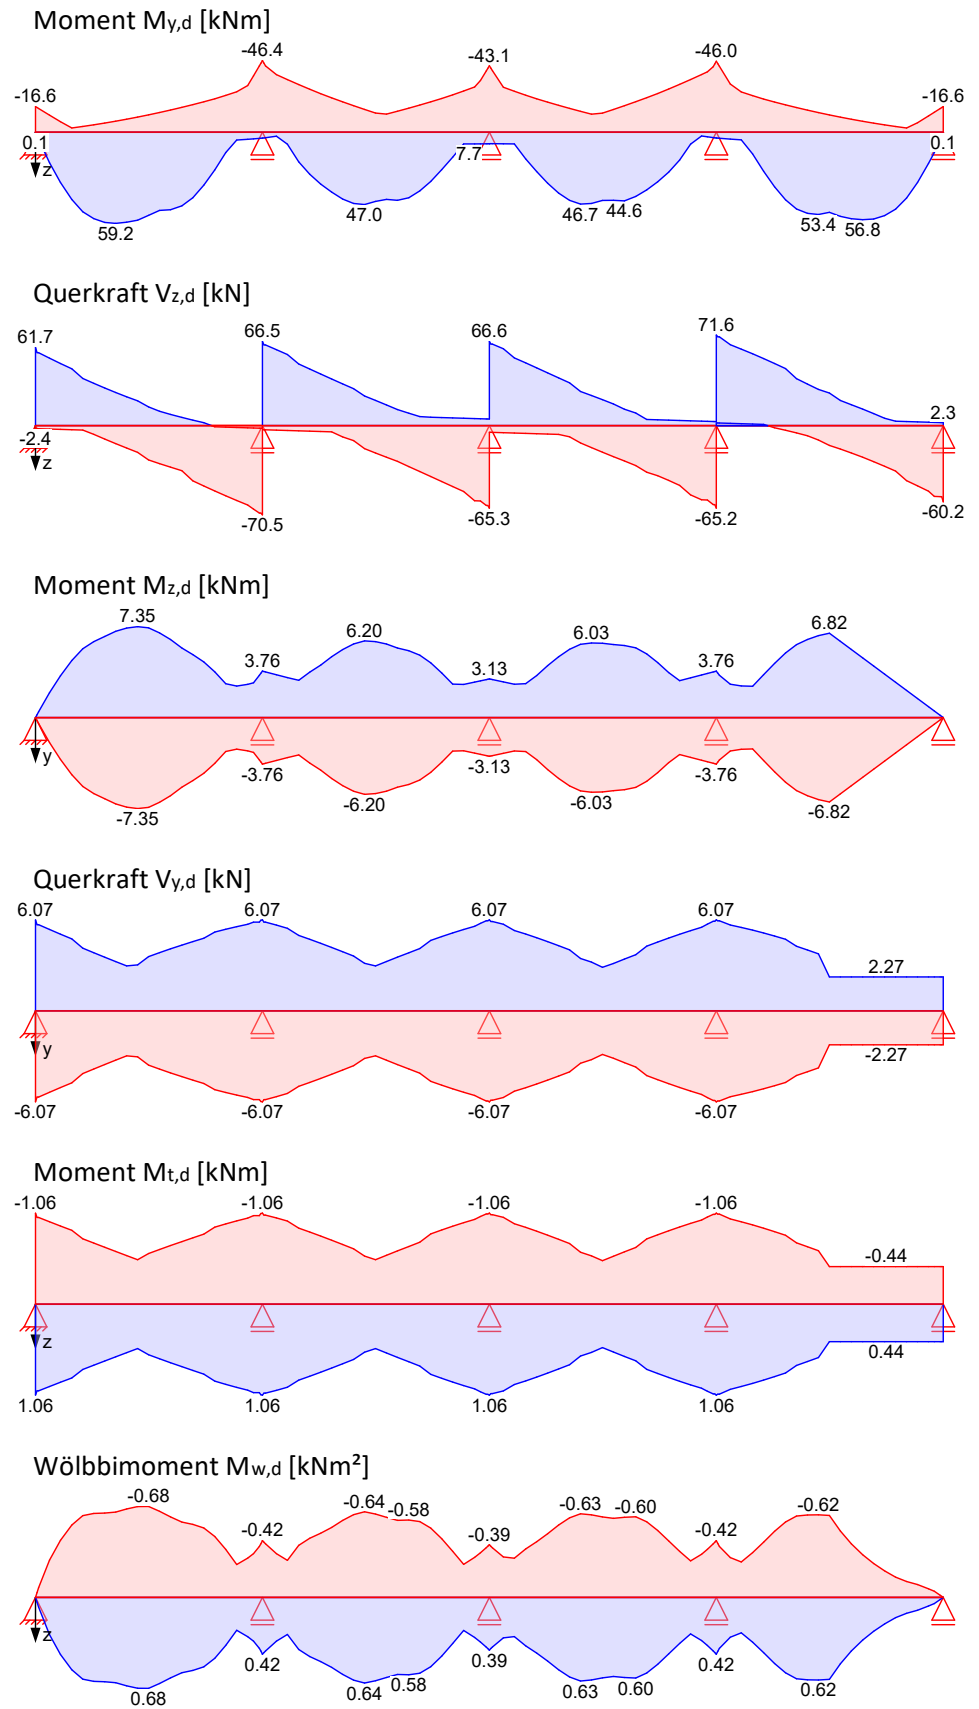 Moment My,d [kNm]
-46.4 -43.1 -46.0
-16.6 -16.6
0.1 7.7 0.1
z
47.0 46.7 44.6
59.2 53.4 56.8
Querkraft Vz,d [kN]
61.7 66.5 66.6 71.6
2.3
-2.4
z
-70.5 -65.3 -65.2 -60.2
Moment Mz,d [kNm]
7.35 6.20 6.03 6.82
3.76 3.13 3.76
y
-3.76 -3.13 -3.76
-7.35 -6.20 -6.03 -6.82
Querkraft Vy,d [kN]
6.07 6.07 6.07 6.07
2.27
y
-2.27
-6.07 -6.07 -6.07 -6.07
Moment Mt,d [kNm]
-1.06 -1.06 -1.06 -1.06
-0.44
z
0.44
1.06 1.06 1.06 1.06
Wölbbimoment Mw,d [kNm²]
-0.68 -0.64 -0.58 -0.63 -0.60 -0.62
-0.42 -0.39 -0.42
z
0.42 0.39 0.42
0.68 0.64 0.58 0.63 0.60 0.62